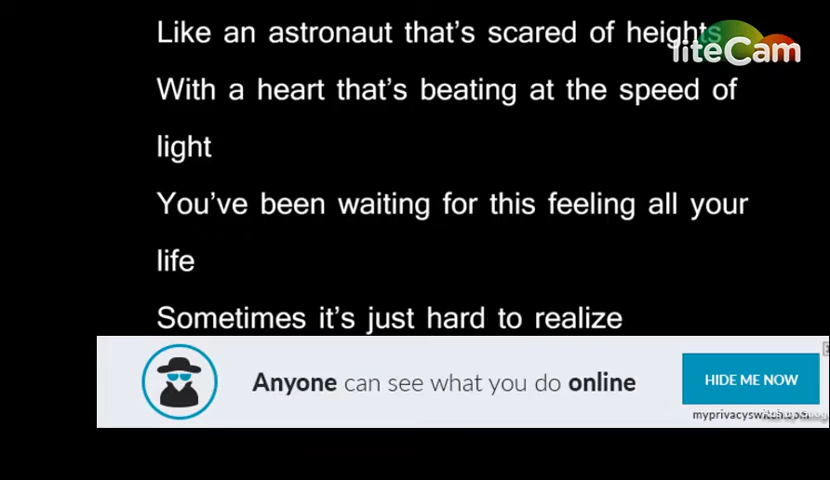 Like an astronaut that's scared of heights
liteCam
With a heart that's beating at the speed of
light
You've been waiting for this feeling all your
life
Sometimes it's just hard to realize
Anyone can see what you do online
HIDE ME NOW